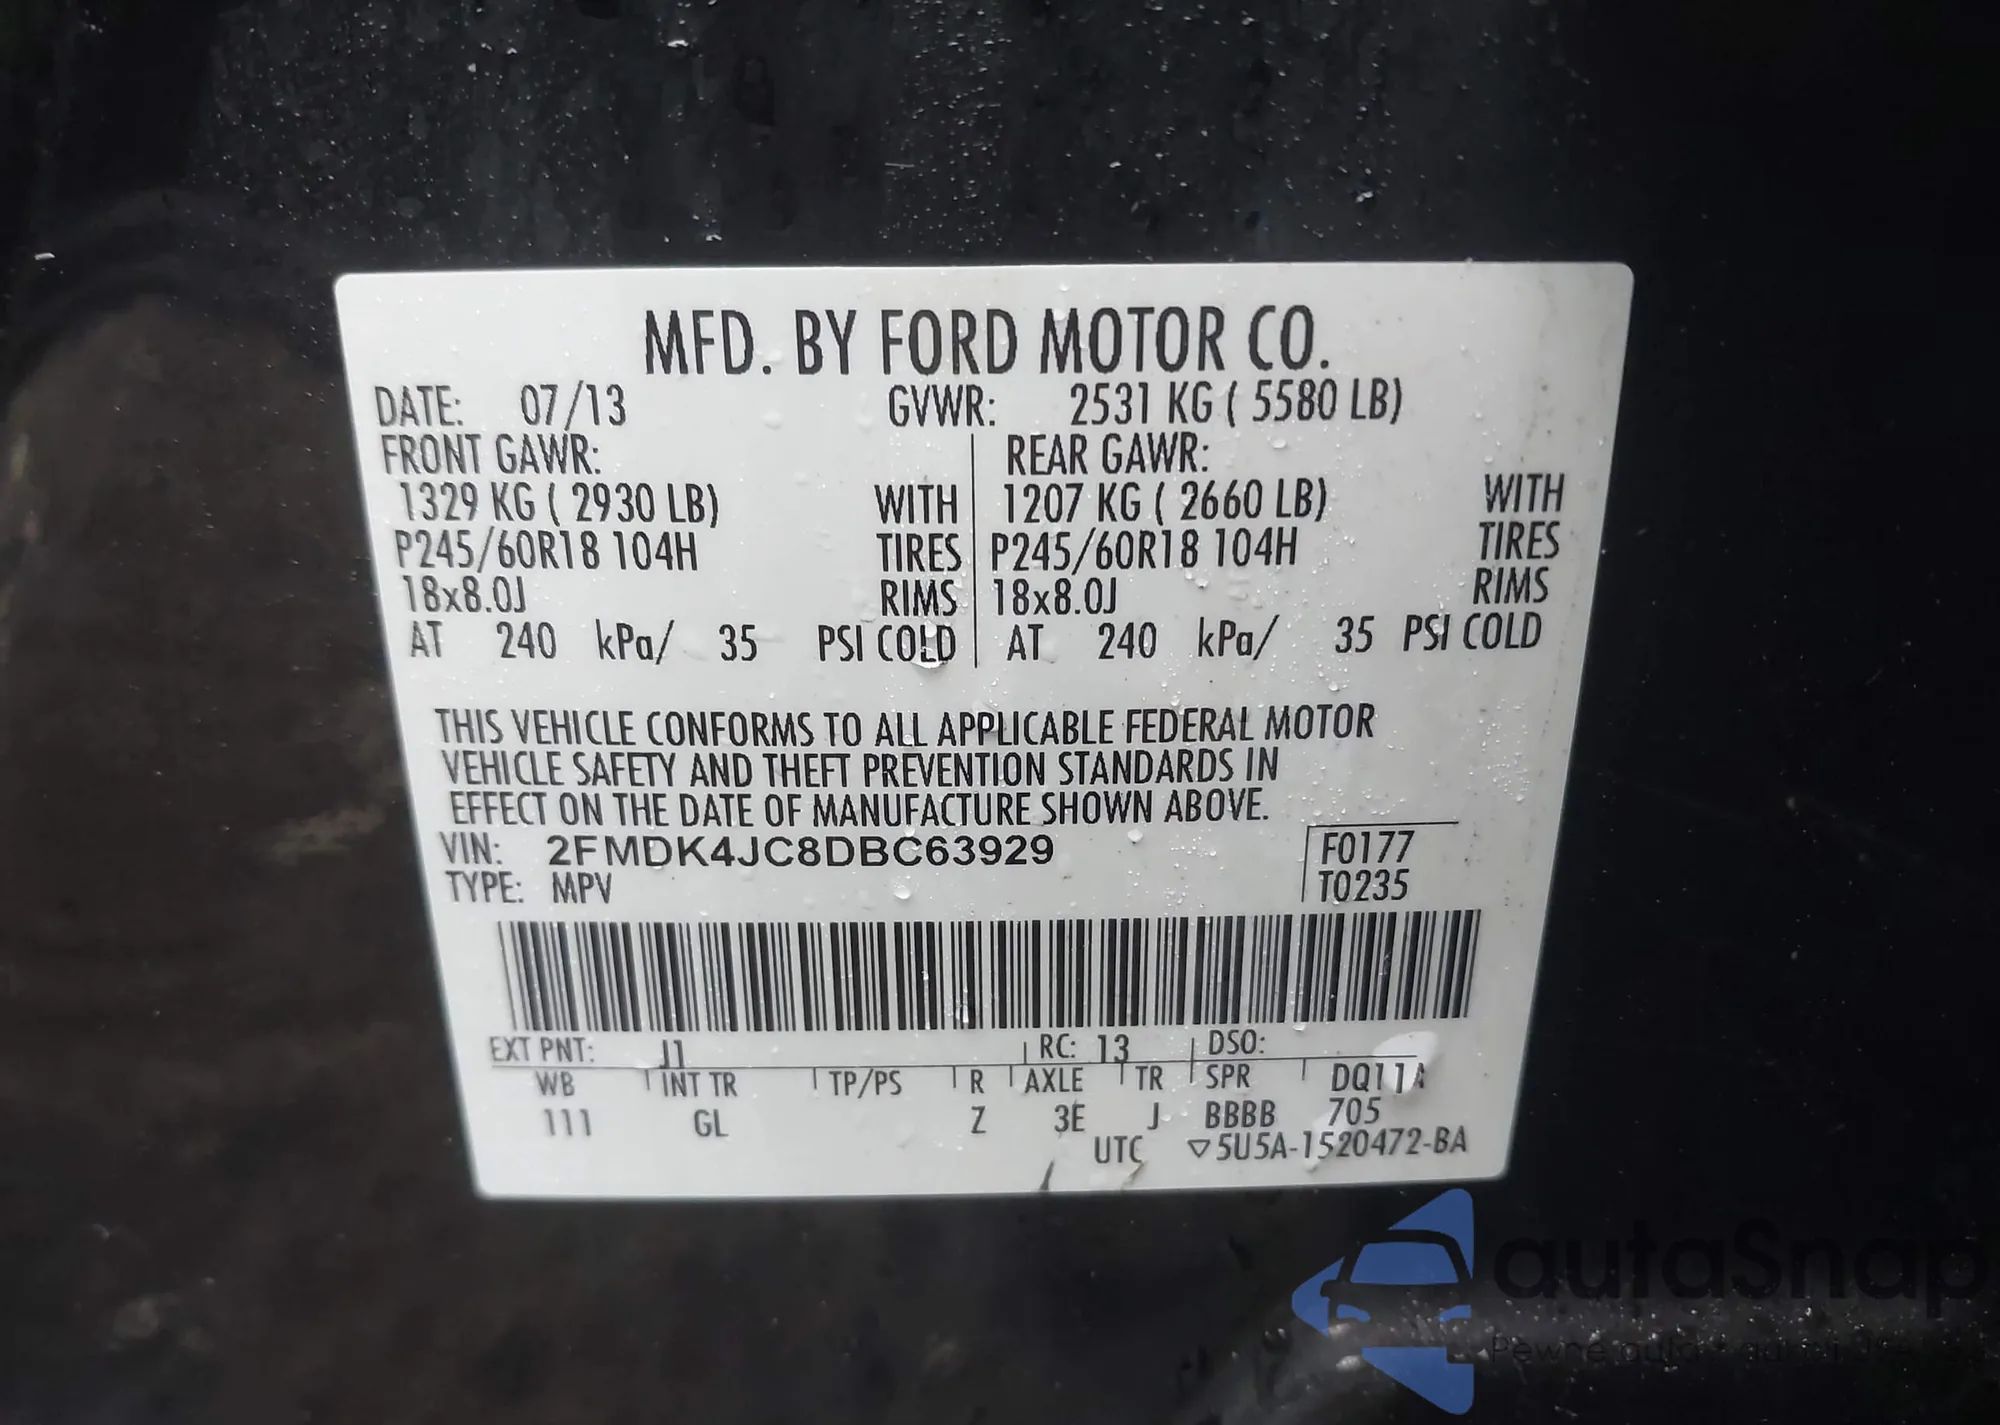 MFD. BY FORD MOTOR CO.
DATE: 07/13 GVWR: 2531 KG ( 5580 LB)
FRONT GAWR: REAR GAWR:
1329 KG ( 2930 LB) WITH 1207 KG ( 2660 LB) WITH
P245/60R18 104H TIRES P245/60R18 104H TIRES
18x8.0J RIMS 18x8.0J RIMS
AT 240 kPa/ 35 PSI COLD AT 240 kPa/ 35 PSI COLD
THIS VEHICLE CONFORMS TO ALL APPLICABLE FEDERAL MOTOR
VEHICLE SAFETY AND THEFT PREVENTION STANDARDS IN
EFFECT ON THE DATE OF MANUFACTURE SHOWN ABOVE.
VIN: 2FMDK4JC8DBC63929 F0177
TYPE: MPV T0235
EXT PNT: J1 RC: 13 DSO:
WB INT TR TP/PS R AXLE TR SPR DQ11A
111 GL Z 3E J BBBB 705
UTC ▽5U5A-1520472-BA
autaSnap
Pewne auta